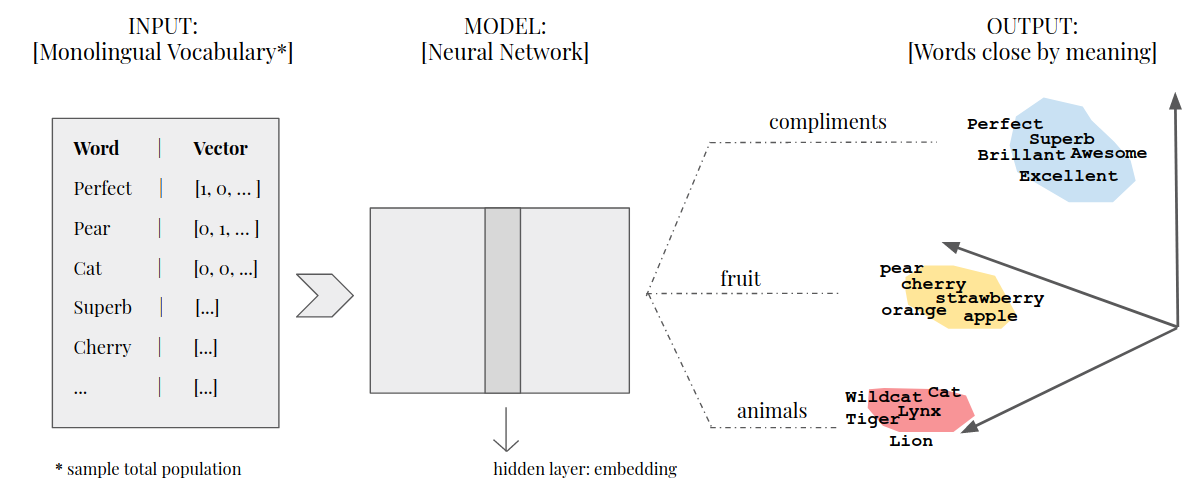 INPUT:
[Monolingual Vocabulary*]
MODEL:
[Neural Network]
OUTPUT:
[Words close by meaning]
Word | Vector
Perfect | [1, 0, ... ]
Pear | [0, 1, ... ]
Cat | [0, 0, ...]
Superb | [...]
Cherry | [...]
... | [...]
* sample total population
hidden layer: embedding
compliments
Perfect
Superb
Brillant Awesome
Excellent
fruit
pear
cherry
strawberry
orange
apple
animals
Wildcat Cat
Lynx
Tiger
Lion